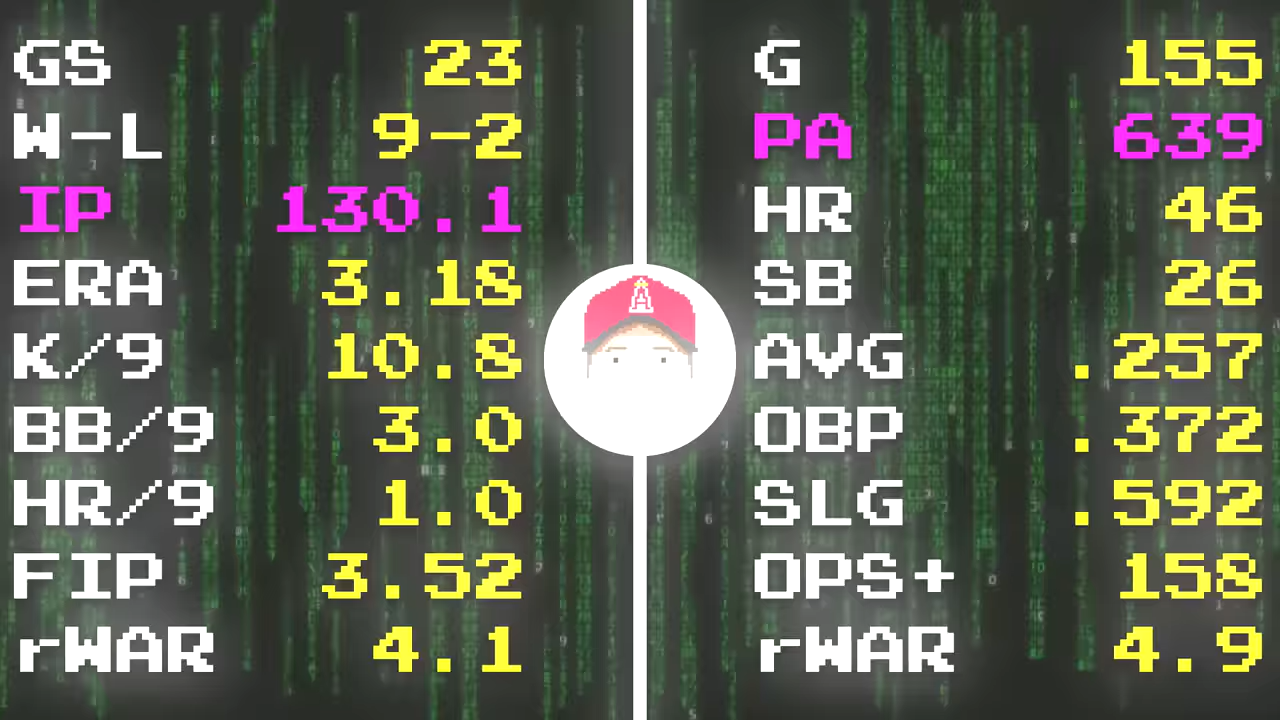 GS 23
W-L 9-2
IP 130.1
ERA 3.18
K/9 10.8
BB/9 3.0
HR/9 1.0
FIP 3.52
rWAR 4.1
A
G 155
PA 639
HR 46
SB 26
AVG .257
OBP .372
SLG .592
OPS+ 158
rWAR 4.9